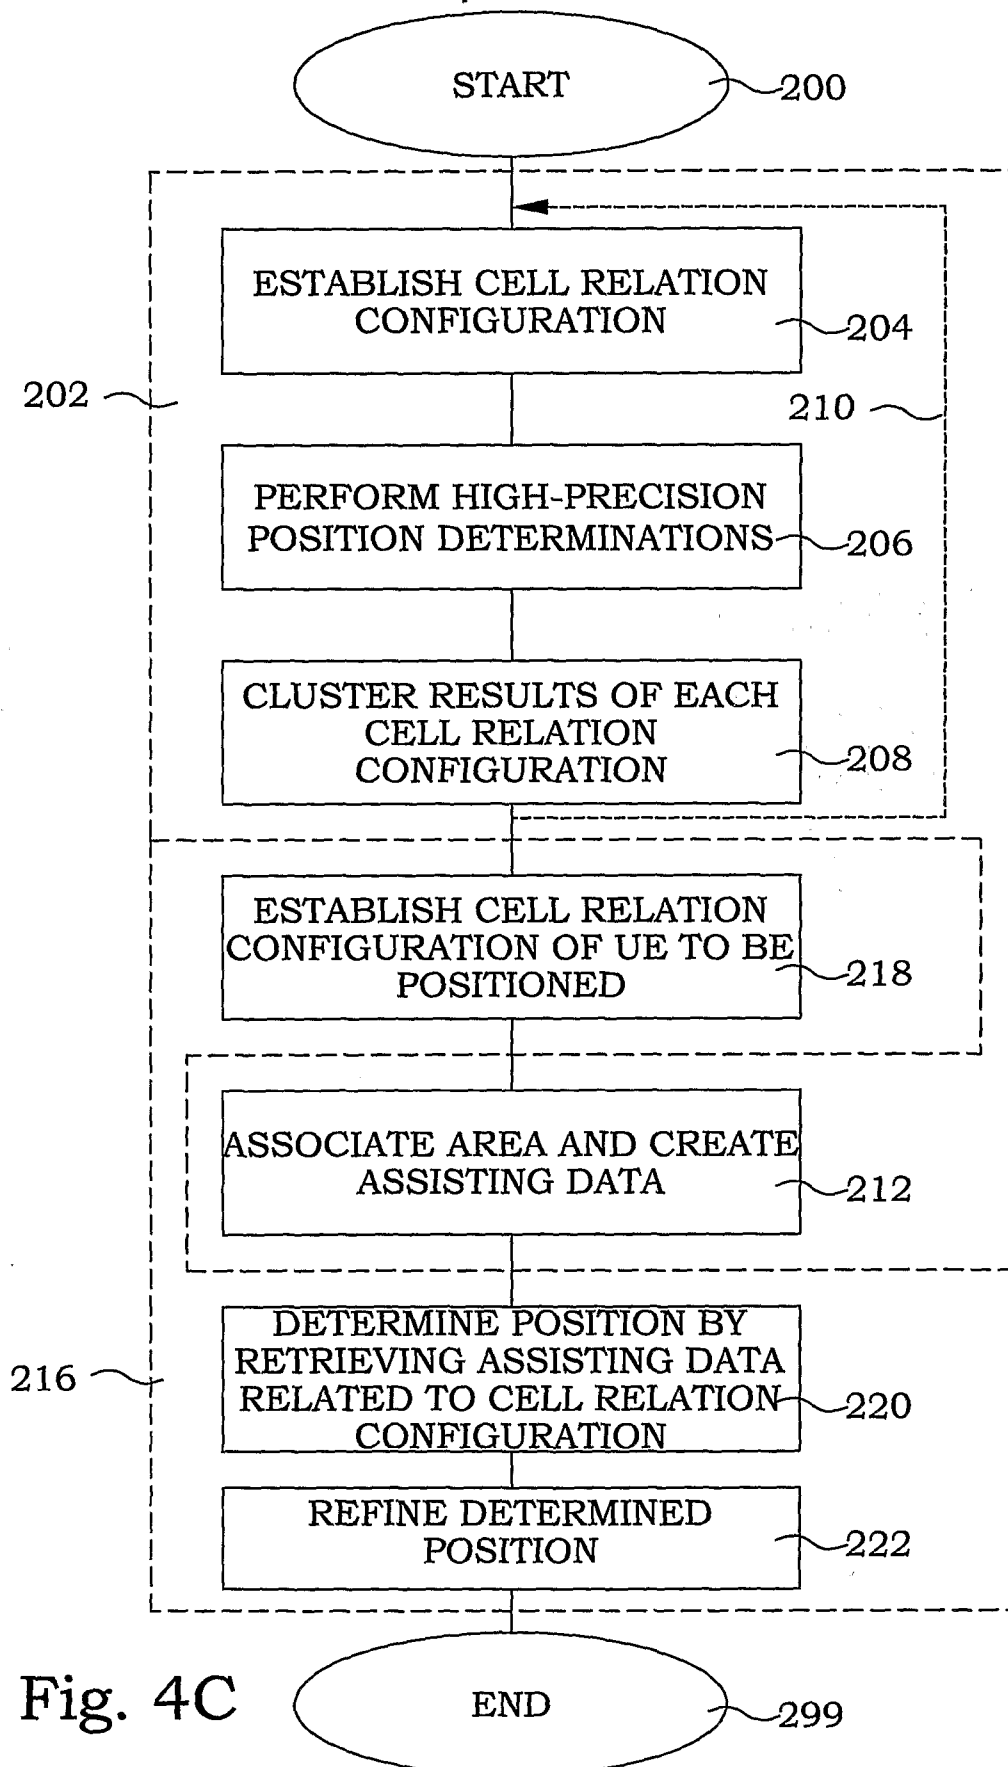 START
200
ESTABLISH CELL RELATION
CONFIGURATION
204
202
210
PERFORM HIGH-PRECISION
POSITION DETERMINATIONS
206
CLUSTER RESULTS OF EACH
CELL RELATION
CONFIGURATION
208
ESTABLISH CELL RELATION
CONFIGURATION OF UE TO BE
POSITIONED
218
ASSOCIATE AREA AND CREATE
ASSISTING DATA
212
DETERMINE POSITION BY
RETRIEVING ASSISTING DATA
RELATED TO CELL RELATION
CONFIGURATION
220
216
REFINE DETERMINED
POSITION
222
Fig. 4C
END
299